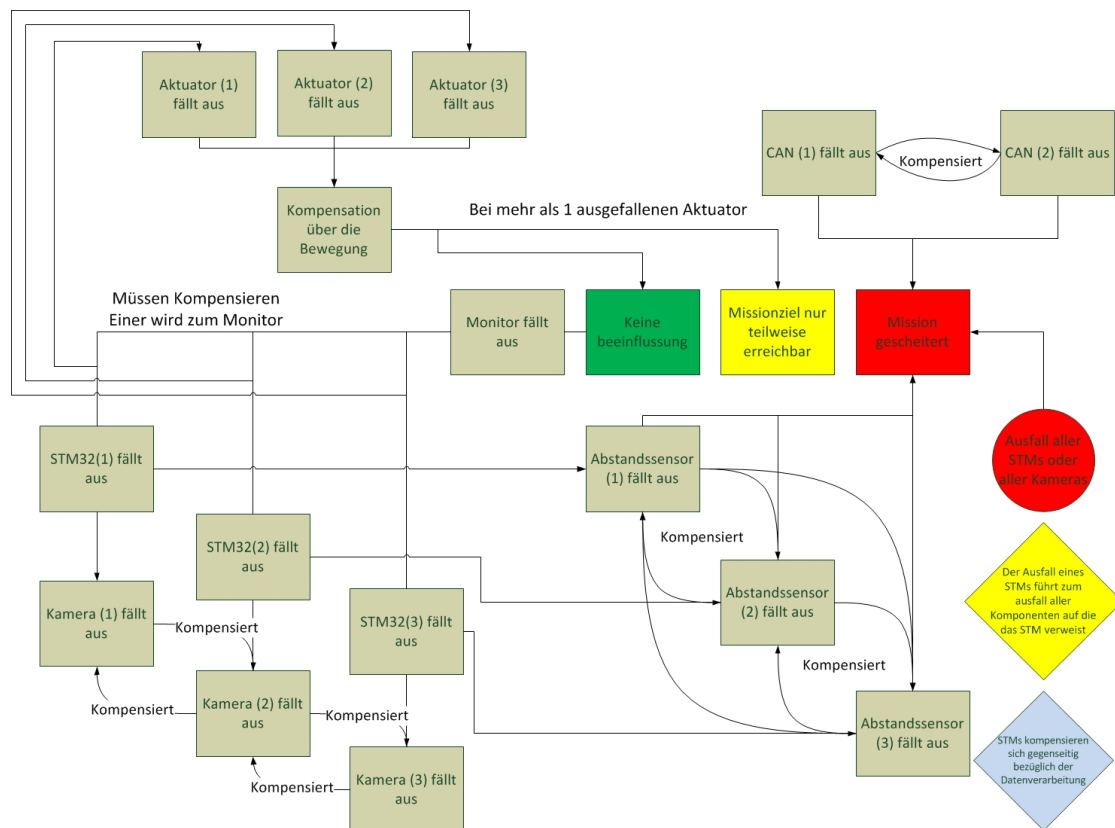 Aktuator (1)
fällt aus
Aktuator (2)
fällt aus
Aktuator (3)
fällt aus
CAN (1) fällt aus
Kompensiert
CAN (2) fällt aus
Kompensation
über die
Bewegung
Bei mehr als 1 ausgefallenen Aktuator
Müssen Kompensieren
Einer wird zum Monitor
Monitor fällt
aus
Keine
beeinflussung
Missionziel nur
teilweise
erreichbar
Mission
gescheitert
STM32(1) fällt
aus
Abstandssensor
(1) fällt aus
Ausfall aller
STMs oder
aller Kameras
STM32(2) fällt
aus
Kompensiert
Kamera (1) fällt
aus
Kompensiert
STM32(3) fällt
aus
Abstandssensor
(2) fällt aus
Der Ausfall eines
STMs führt zum
ausfall aller
Komponenten auf die
das STM verweist
Kompensiert
Kompensiert
Kamera (2) fällt
aus
Kompensiert
Abstandssensor
(3) fällt aus
Kompensiert
Kamera (3) fällt
aus
STMs kompensieren
sich gegenseitig
bezüglich der
Datenverarbeitung